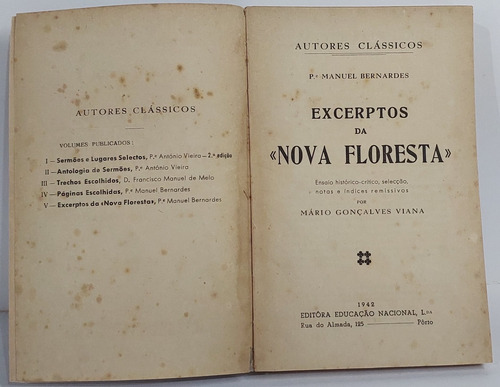 AUTORES CLÁSSICOS
VOLUMES PUBLICADOS:
I — Sermões e Lugares Selectos, P.e António Vieira — 2.ª edição
II — Antologia de Sermões, P.e António Vieira
III — Trechos Escolhidos, D. Francisco Manuel de Melo
IV — Páginas Escolhidas, P.e Manuel Bernardes
V — Excerptos da «Nova Floresta», P.e Manuel Bernardes
AUTORES CLÁSSICOS
P.e MANUEL BERNARDES
EXCERPTOS
DA
«NOVA FLORESTA»
Ensaio histórico-crítico, selecção,
notas e índices remissivos
POR
MÁRIO GONÇALVES VIANA
1942
EDITÔRA EDUCAÇÃO NACIONAL, L.da
Rua do Almada, 125 — Pôrto